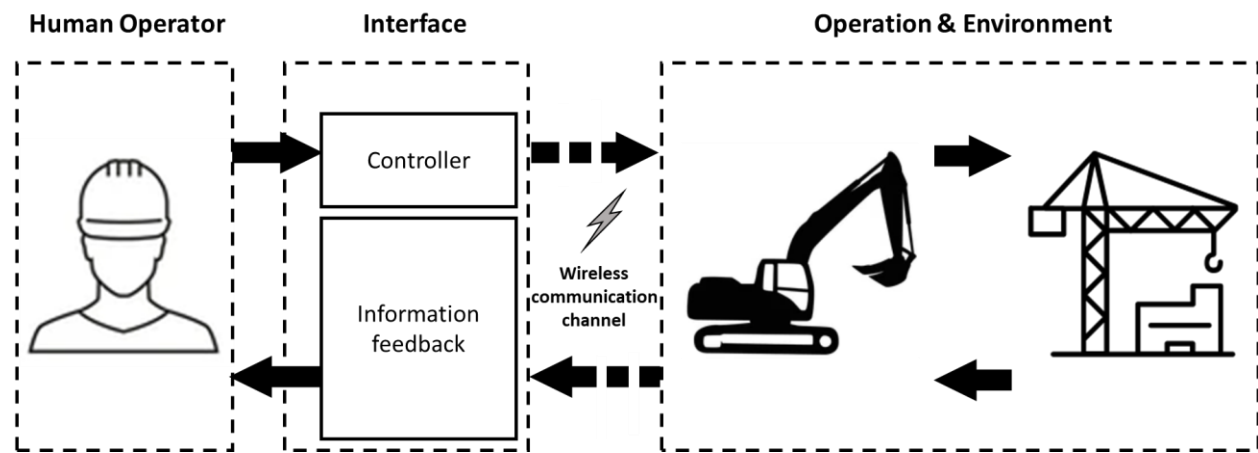 Human Operator
Interface
Operation & Environment
Controller
Information
feedback
Wireless
communication
channel